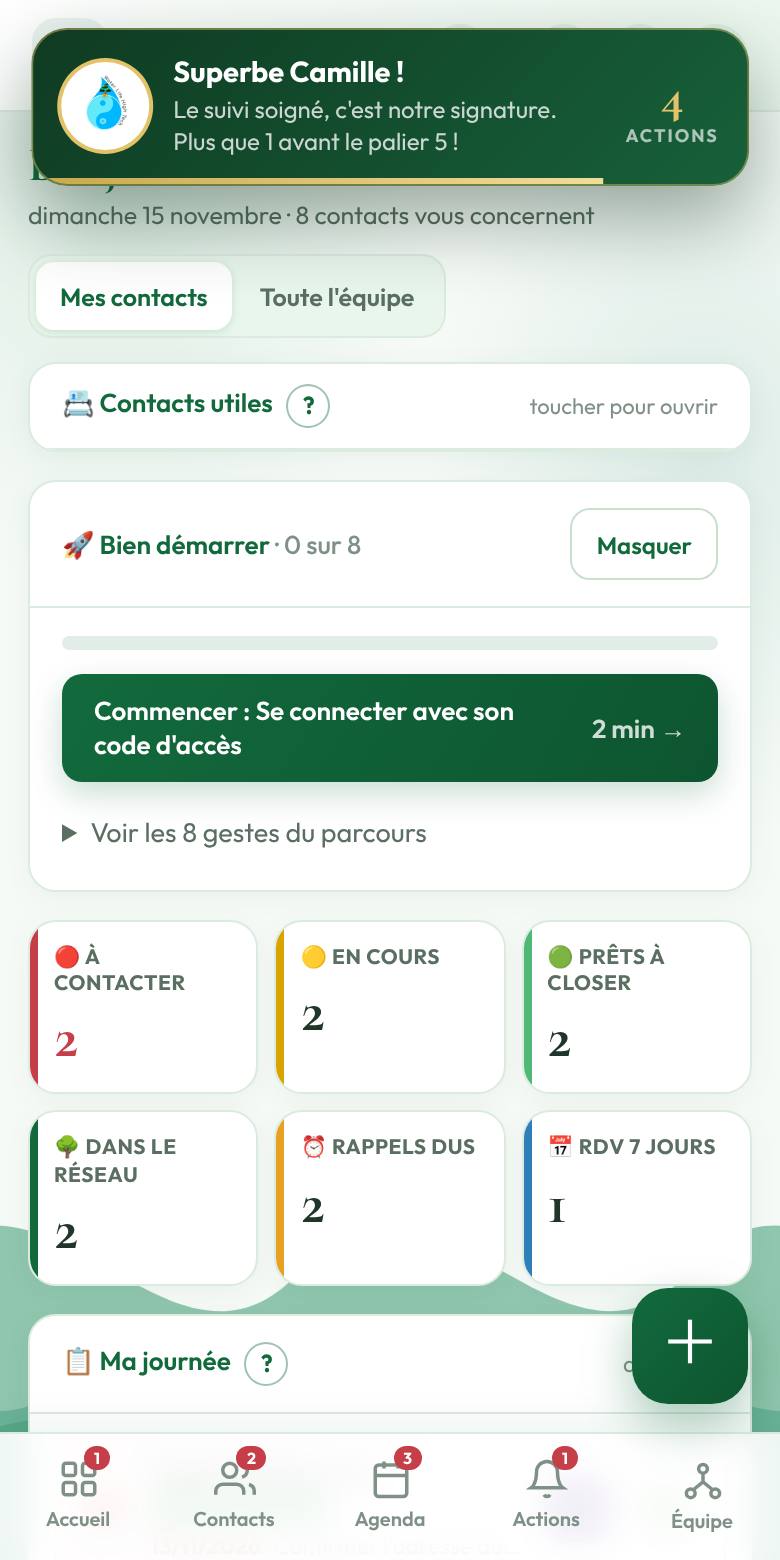 Superbe Camille !
Le suivi soigné, c'est notre signature.
Plus que 1 avant le palier 5 !
4
ACTIONS
dimanche 15 novembre · 8 contacts vous concernent
Mes contacts
Toute l'équipe
📇 Contacts utiles ?
toucher pour ouvrir
🚀 Bien démarrer · 0 sur 8
Masquer
Commencer : Se connecter avec son
code d'accès
2 min →
▶ Voir les 8 gestes du parcours
🔴 À
CONTACTER
2
🟡 EN COURS
2
🟢 PRÊTS À
CLOSER
2
🌳 DANS LE
RÉSEAU
2
⏰ RAPPELS DUS
2
📅 RDV 7 JOURS
1
📋 Ma journée ?
+
1
Accueil
2
Contacts
3
Agenda
1
Actions
Équipe